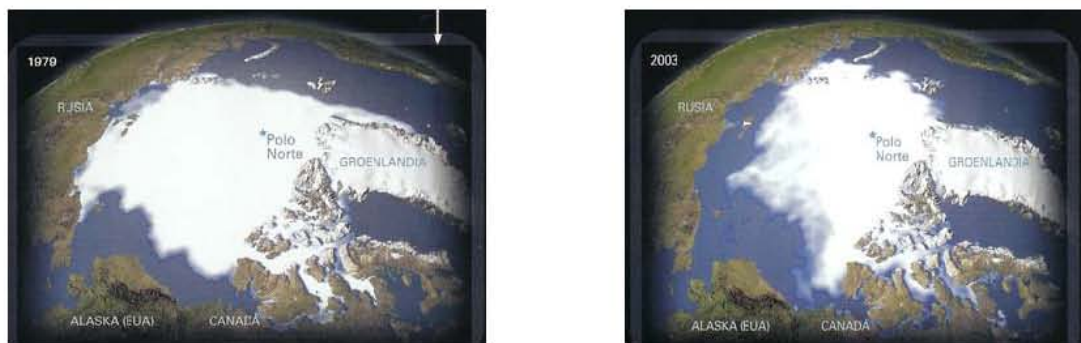 1979
RUSIA
Polo
Norte
GROENLANDIA
ALASKA (EUA)
CANADÁ
2003
RUSIA
Polo
Norte
GROENLANDIA
ALASKA (EUA)
CANADÁ